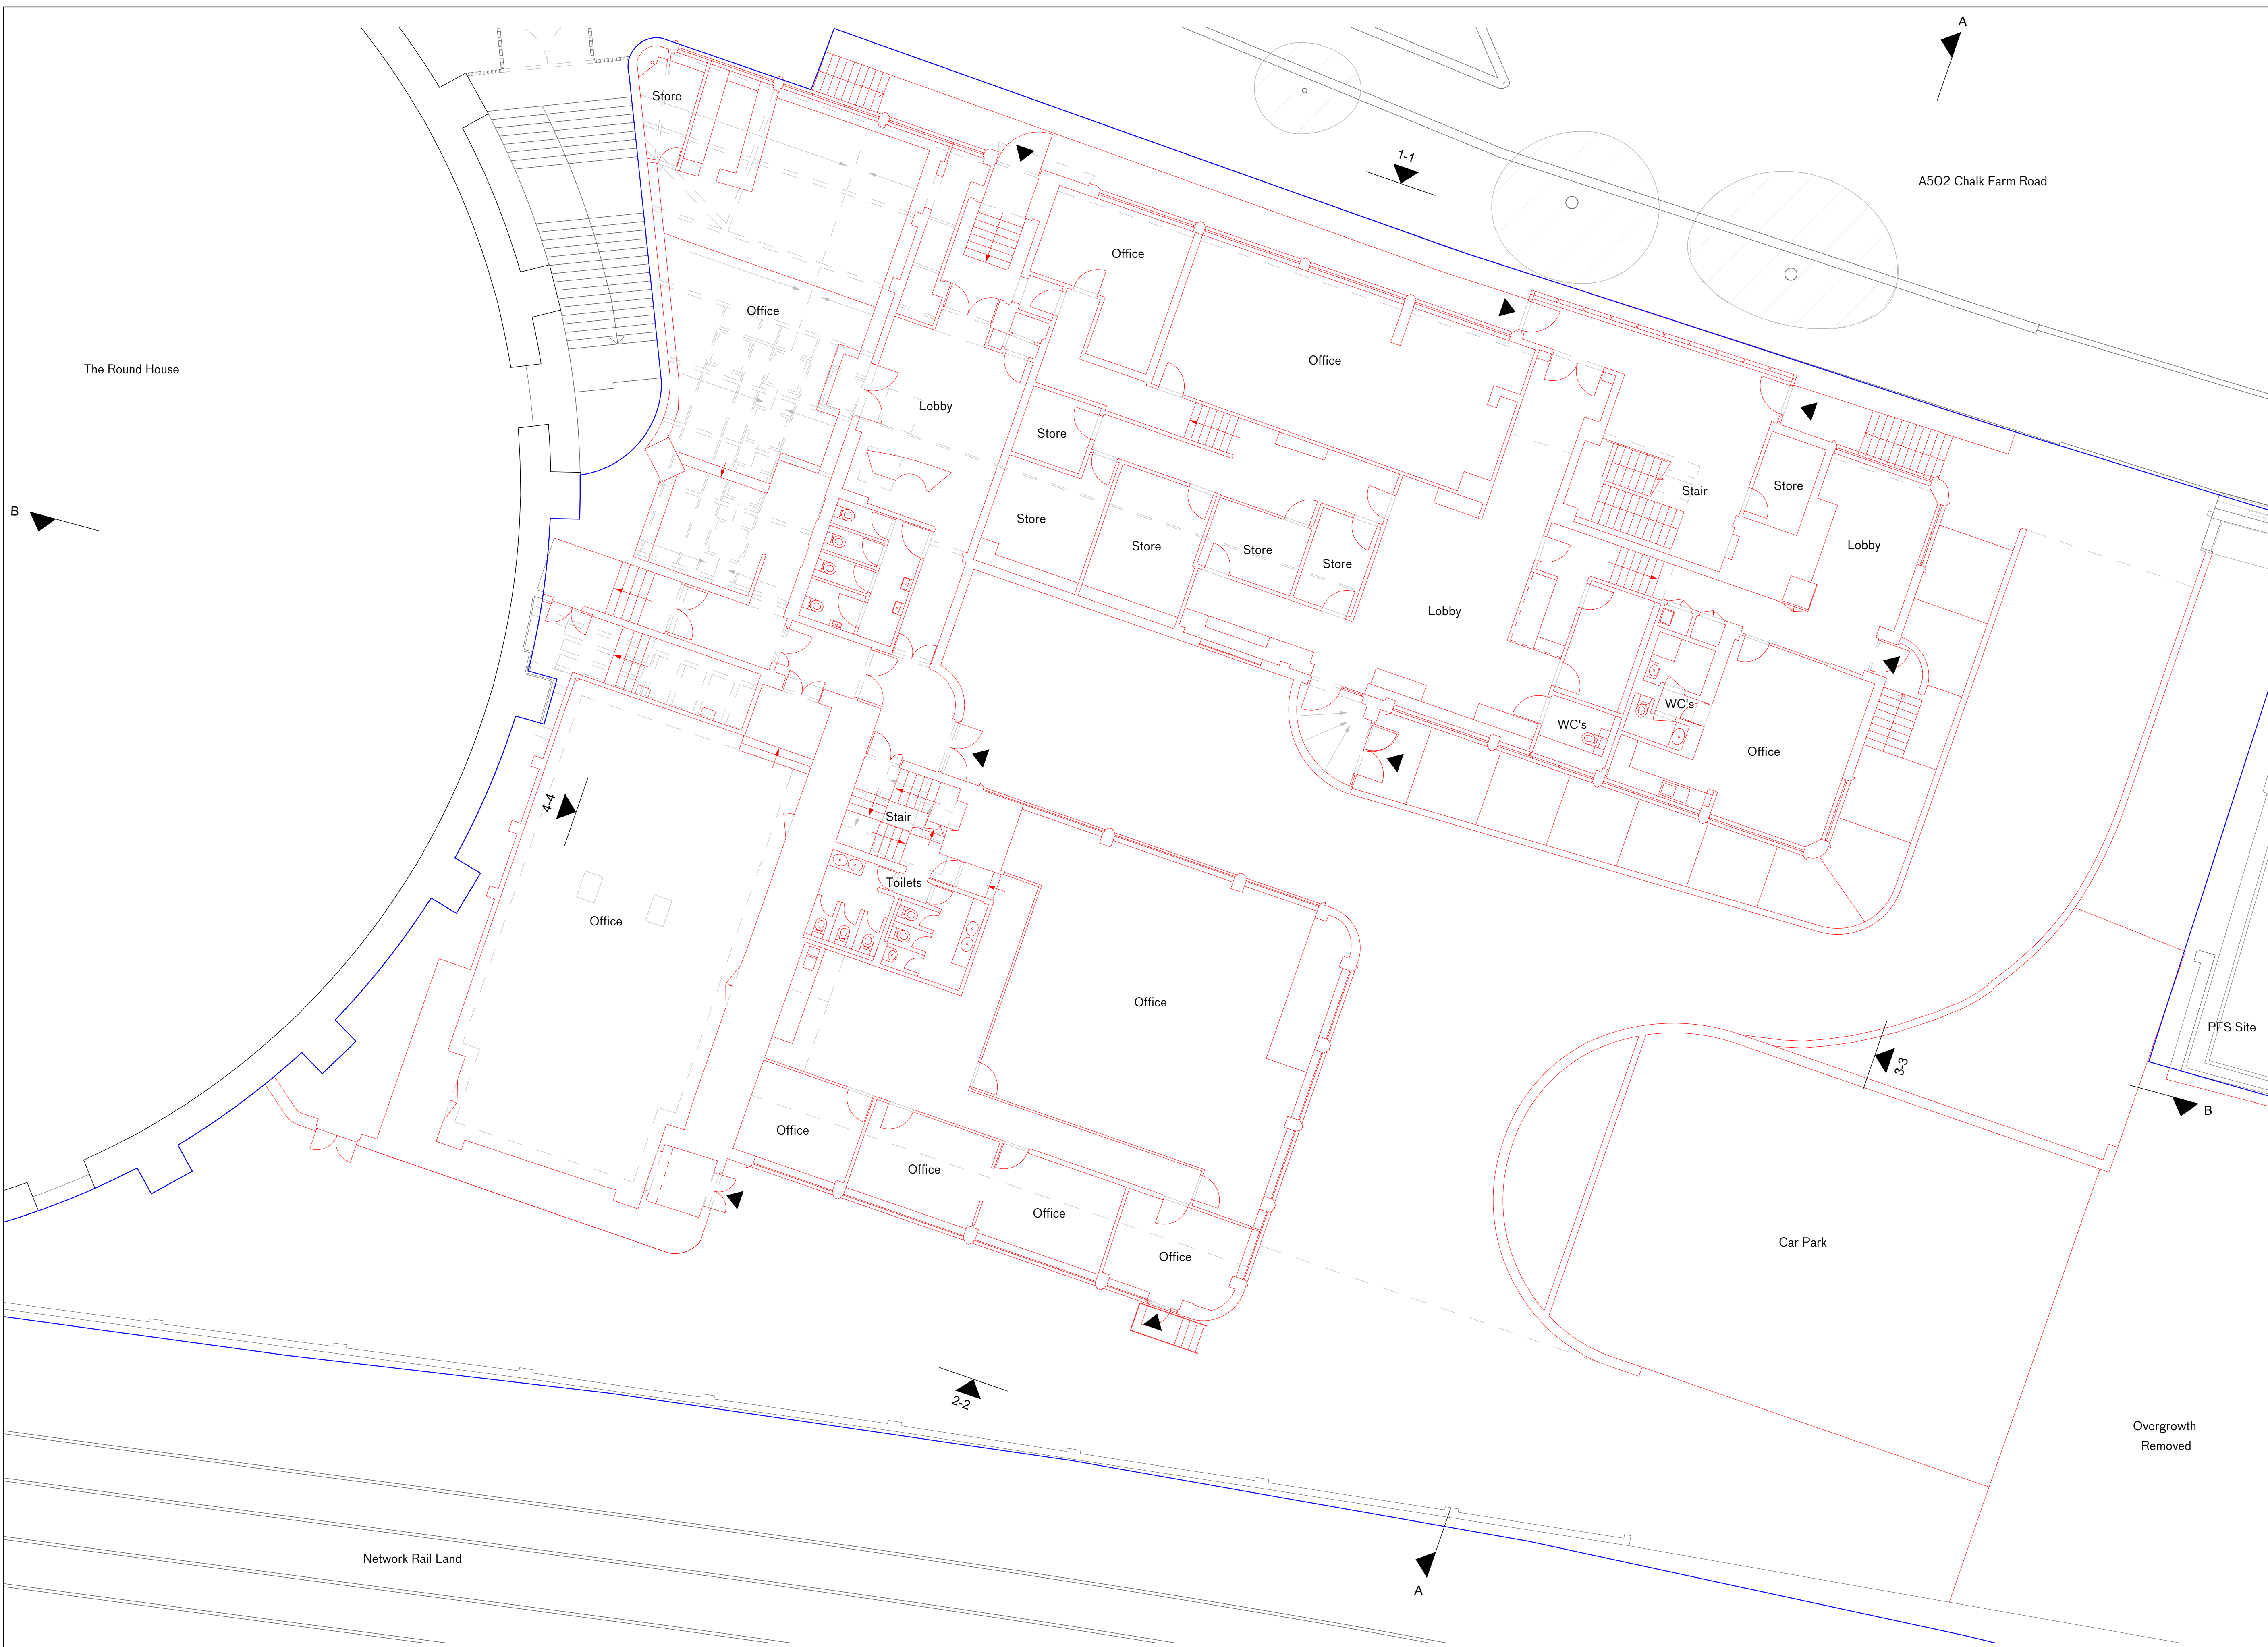 A
Store
1-1
A502 Chalk Farm Road
Office
Office
Office
The Round House
Lobby
Store
Stair
Store
B
Store
Store
Store
Store
Lobby
Lobby
WC's
WC's
Office
4-4
Stair
Toilets
Office
Office
PFS Site
3-3
B
Office
Office
Office
Office
Car Park
2-2
Overgrowth
Removed
Network Rail Land
A